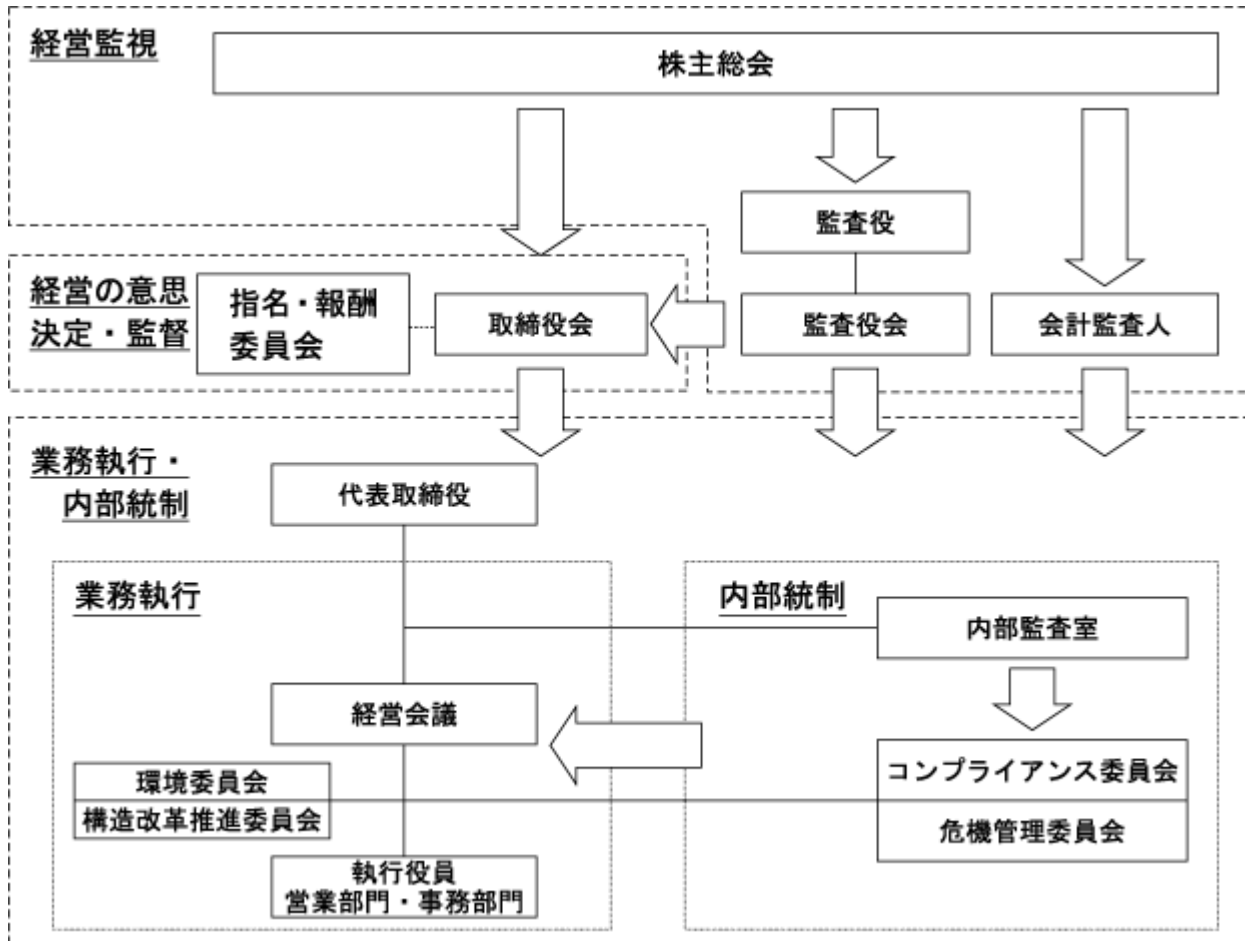 経営監視
株主総会
監査役
経営の意思
決定・監督
指名・報酬
委員会
取締役会
監査役会
会計監査人
業務執行・
内部統制
代表取締役
業務執行
内部統制
内部監査室
経営会議
環境委員会
構造改革推進委員会
コンプライアンス委員会
危機管理委員会
執行役員
営業部門・事務部門